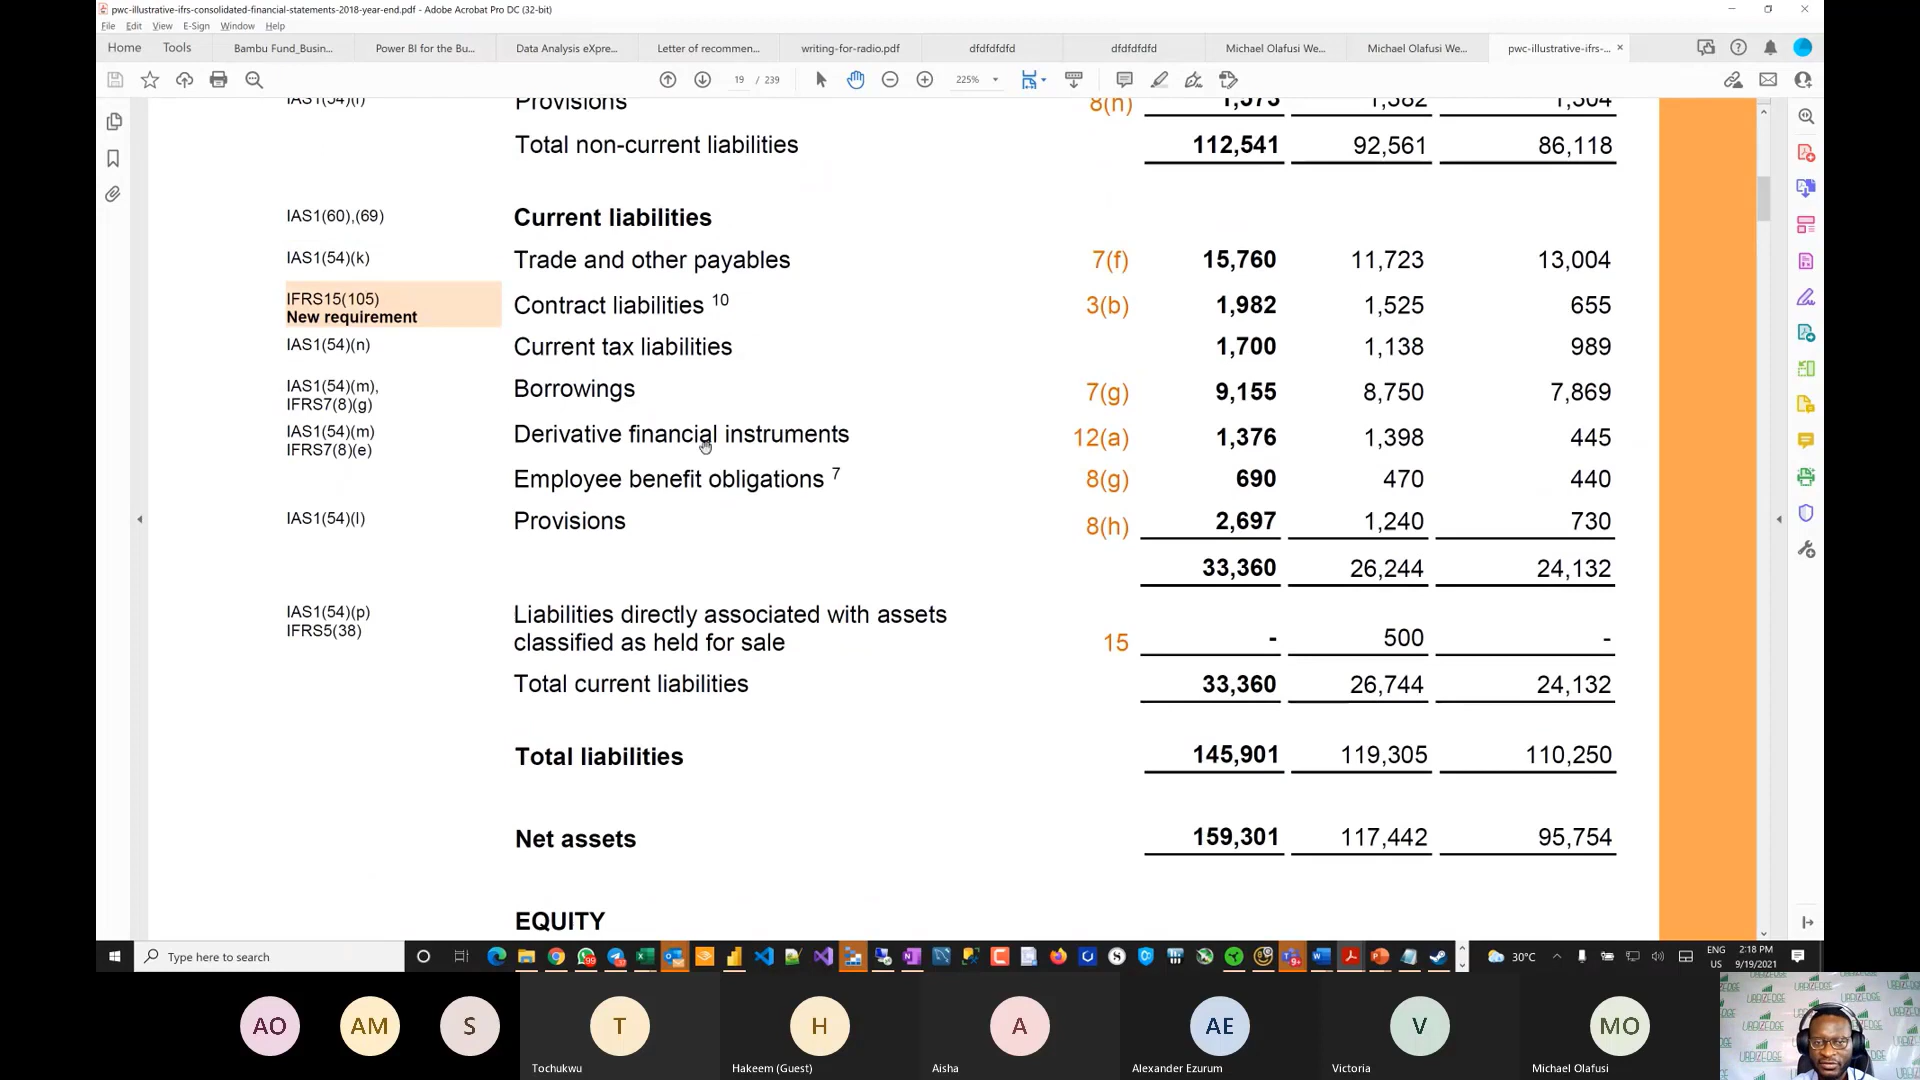 pwc-illustrative-ifrs-consolidated-financial-statements-2018-year-end.pdf - Adobe Acrobat Pro DC (32-bit)
File Edit View E-Sign Window Help
Home Tools Bambu Fund_Busin... Power BI for the Bu... Data Analysis eXpre... Letter of recommen... writing-for-radio.pdf dfdfdfdfd dfdfdfdfd Michael Olafusi We... Michael Olafusi We... pwc-illustrative-ifrs-... ×
19 / 239 225%
IAS1(54)(l) Provisions 8(h) 1,573 1,382 1,304
Total non-current liabilities 112,541 92,561 86,118
IAS1(60),(69) Current liabilities
IAS1(54)(k) Trade and other payables 7(f) 15,760 11,723 13,004
IFRS15(105)
New requirement
Contract liabilities 10 3(b) 1,982 1,525 655
IAS1(54)(n) Current tax liabilities 1,700 1,138 989
IAS1(54)(m),
IFRS7(8)(g)
Borrowings 7(g) 9,155 8,750 7,869
IAS1(54)(m)
IFRS7(8)(e)
Derivative financial instruments 12(a) 1,376 1,398 445
Employee benefit obligations 7 8(g) 690 470 440
IAS1(54)(l) Provisions 8(h) 2,697 1,240 730
33,360 26,244 24,132
IAS1(54)(p)
IFRS5(38)
Liabilities directly associated with assets
classified as held for sale 15 - 500 -
Total current liabilities 33,360 26,744 24,132
Total liabilities 145,901 119,305 110,250
Net assets 159,301 117,442 95,754
EQUITY
Type here to search
30°C
ENG
US
2:18 PM
9/19/2021
AO AM S T H A AE V MO
Tochukwu Hakeem (Guest) Aisha Alexander Ezurum Victoria Michael Olafusi
URBIZEDGE